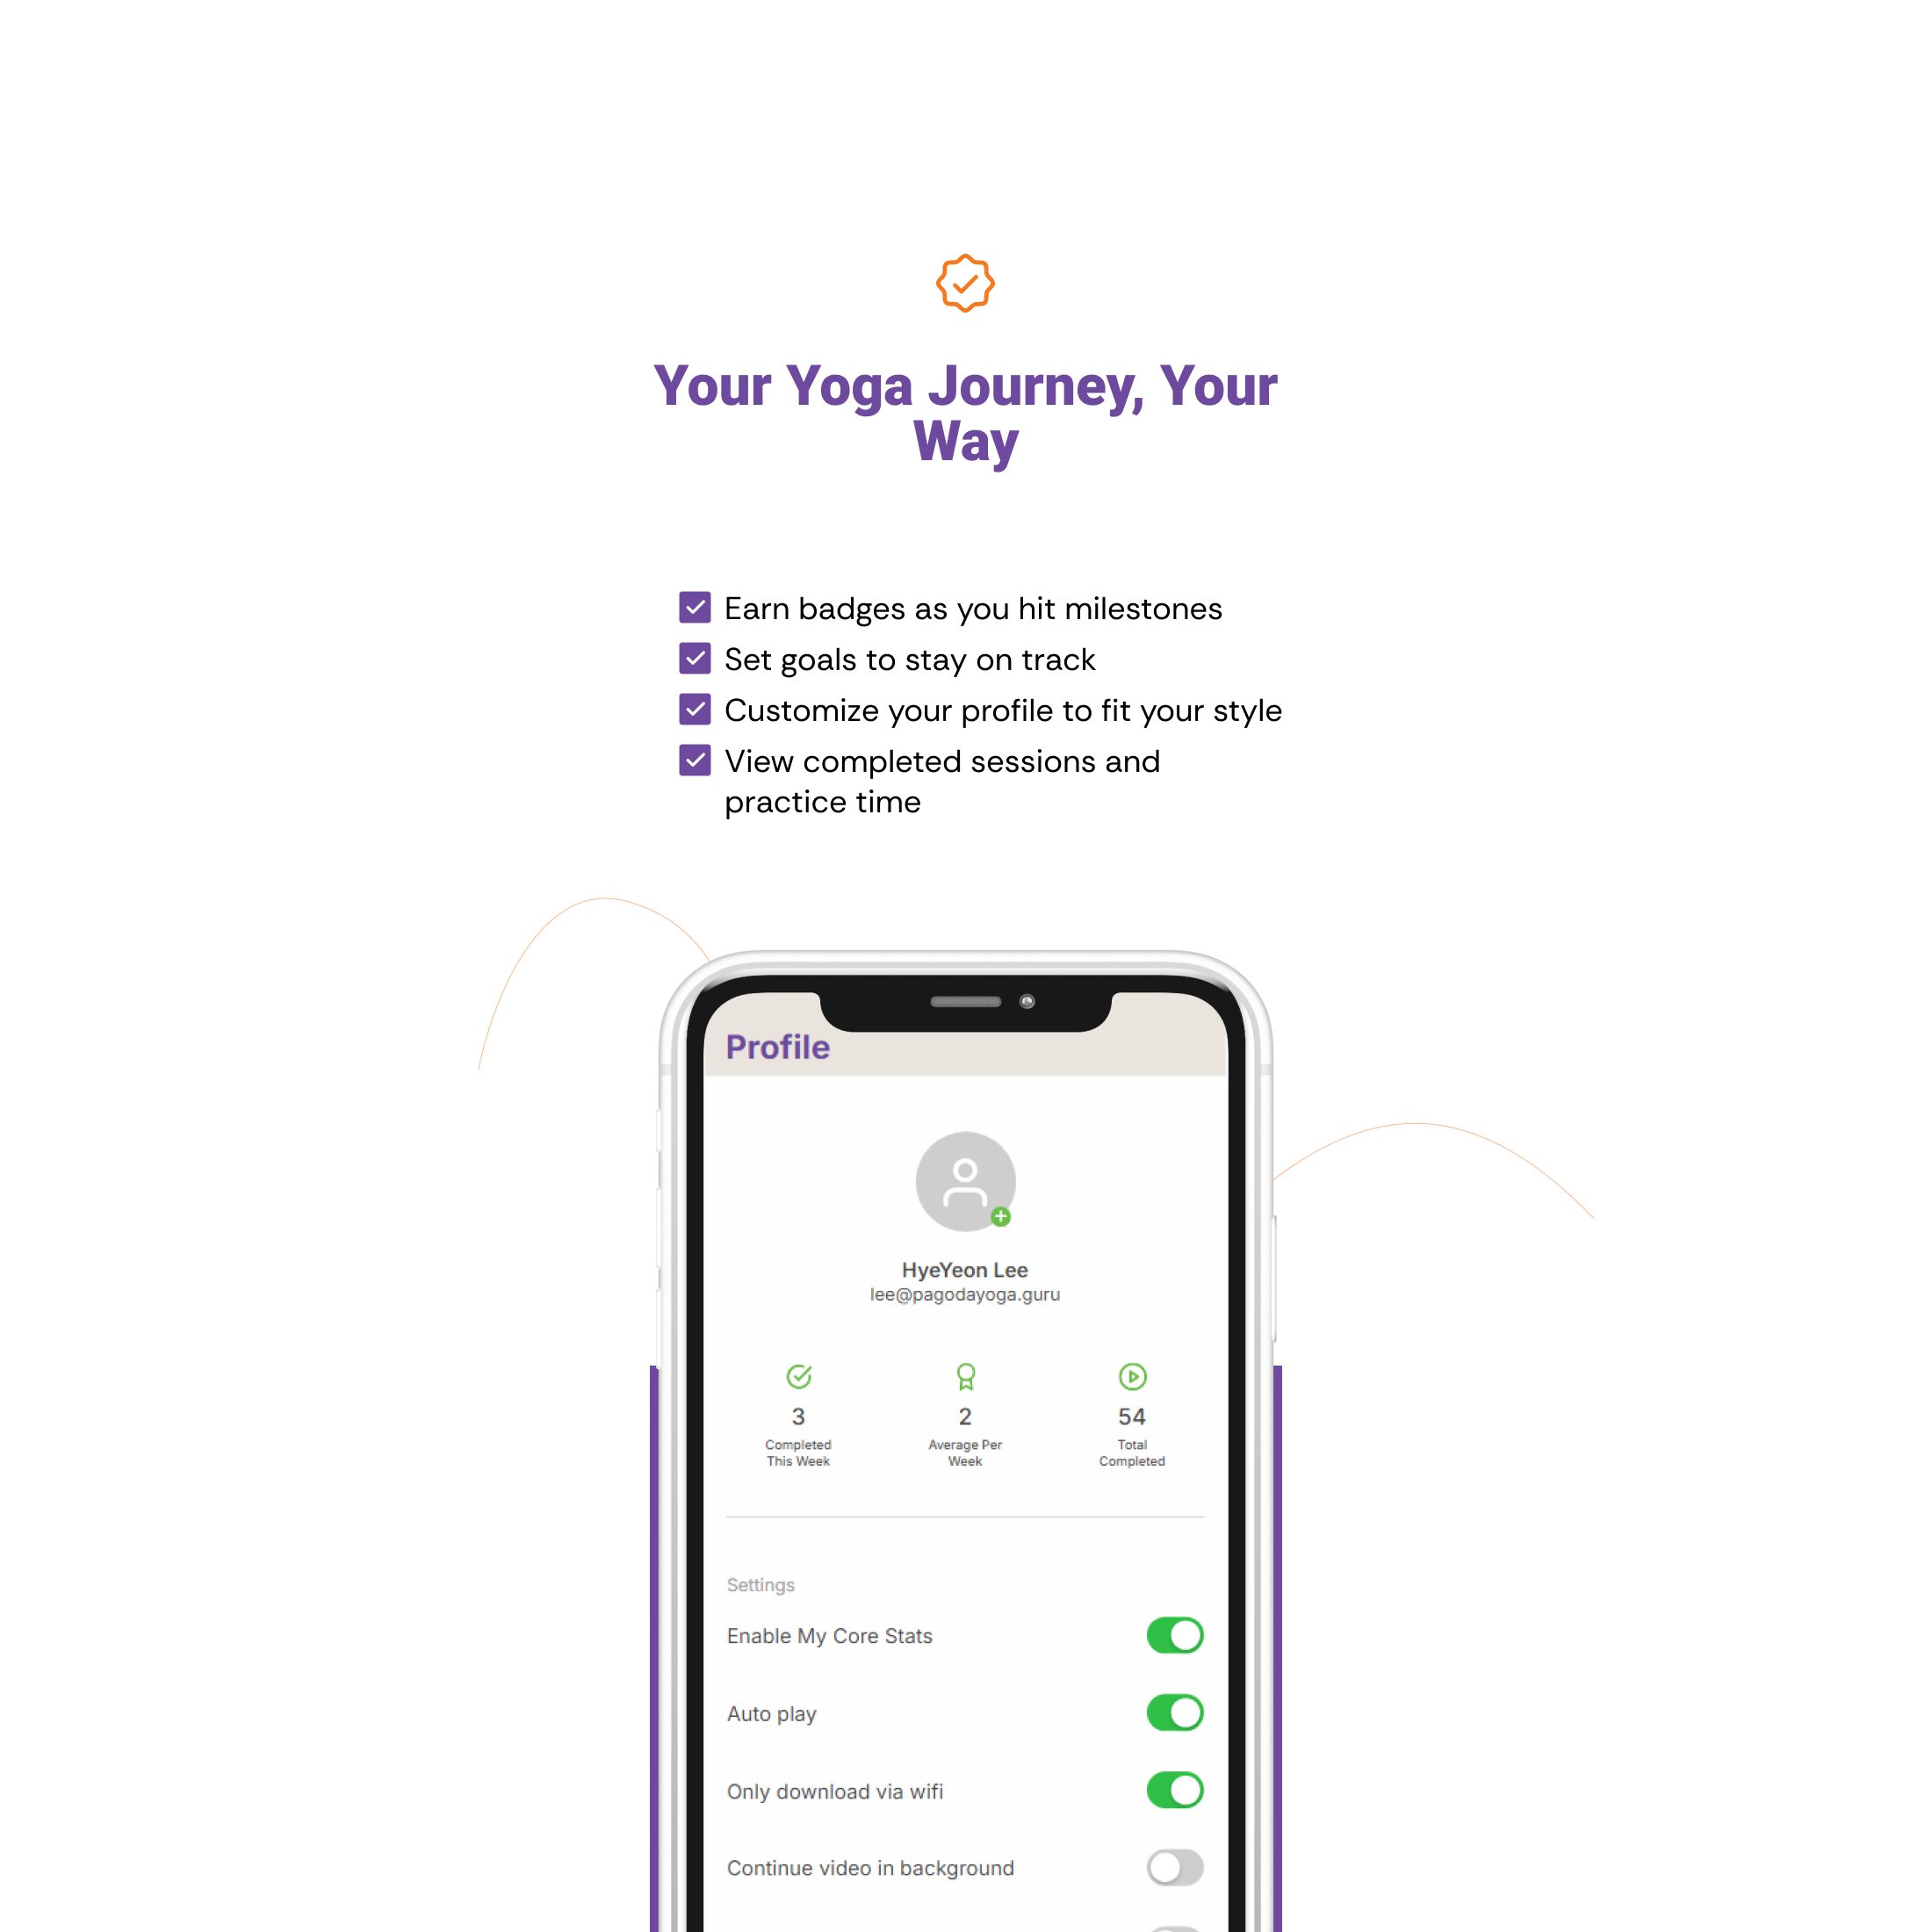 Your Yoga Journey, Your
Way
Earn badges as you hit milestones
Set goals to stay on track
Customize your profile to fit your style
View completed sessions and
practice time
Profile
HyeYeon Lee
lee@pagodayoga.guru
3
Completed
This Week
2
Average Per
Week
54
Total
Completed
Settings
Enable My Core Stats
Auto play
Only download via wifi
Continue video in background